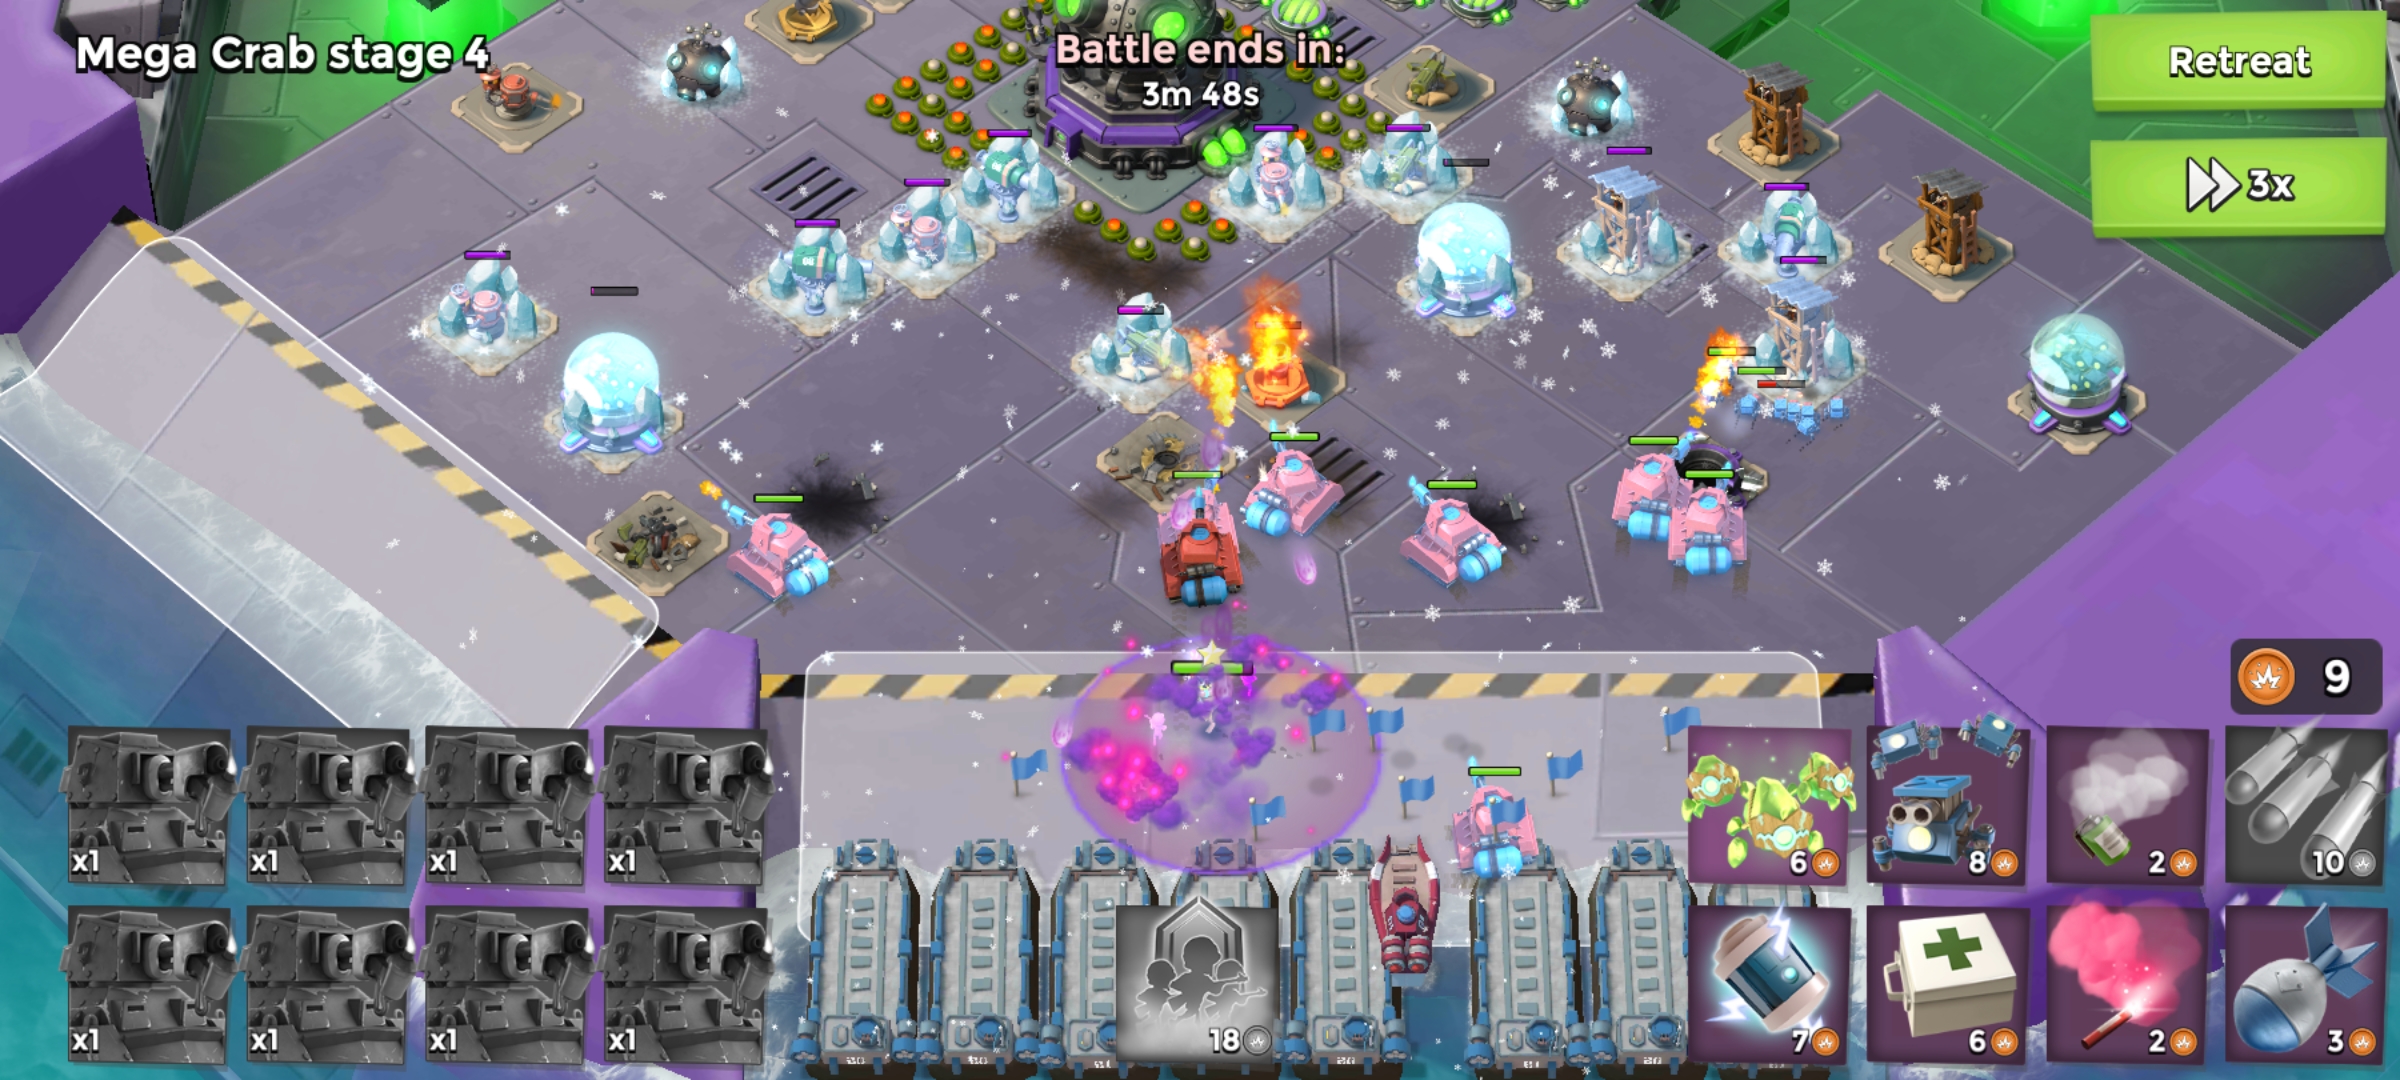 Mega Crab stage 4
Battle ends in:
3m 48s
Retreat
3x
9
x1
x1
x1
x1
6
8
2
10
x1
x1
x1
x1
18
7
6
2
3